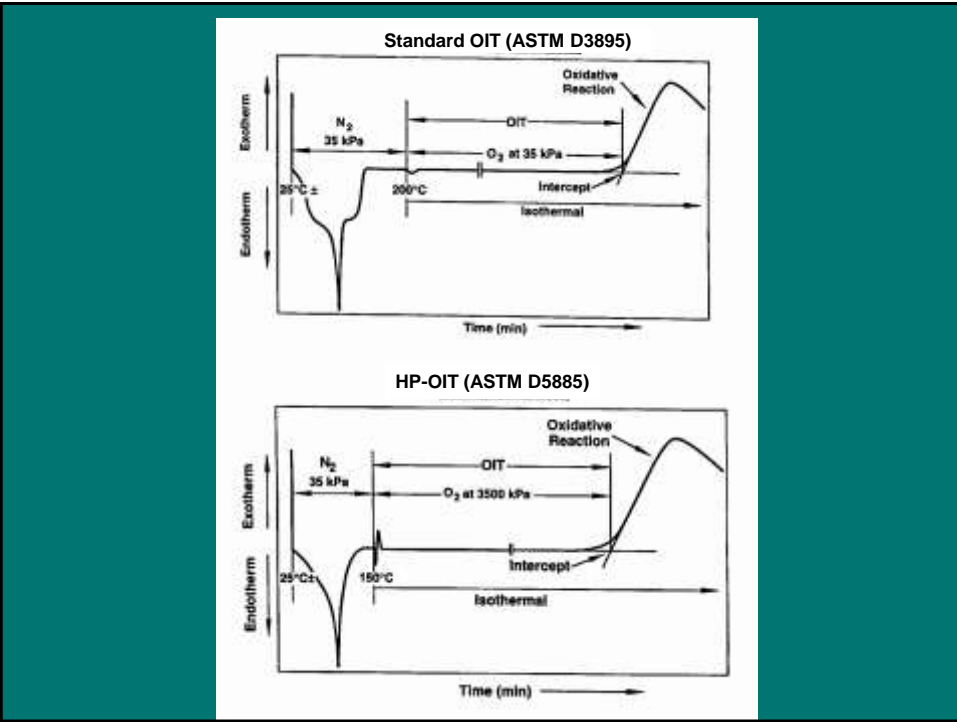 Standard OIT (ASTM D3895)
Exotherm
Endotherm
N2
35 kPa
OIT
O2 at 35 kPa
Oxidative
Reaction
25°C ±
200°C
Intercept
Isothermal
Time (min)
HP-OIT (ASTM D5885)
Exotherm
Endotherm
N2
35 kPa
OIT
O2 at 3500 kPa
Oxidative
Reaction
25°C±
150°C
Intercept
Isothermal
Time (min)